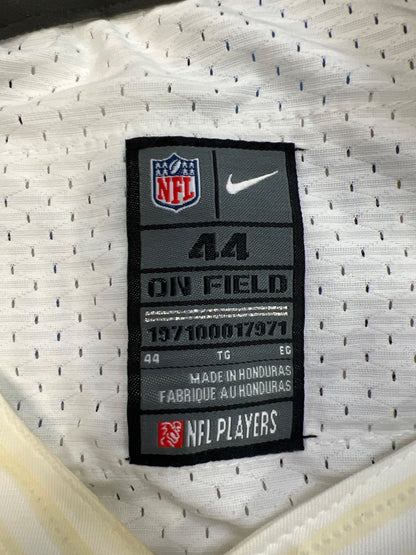 NFL
44
ON FIELD
197100017971
44 TG EG
MADE IN HONDURAS
FABRIQUE AU HONDURAS
NFL PLAYERS